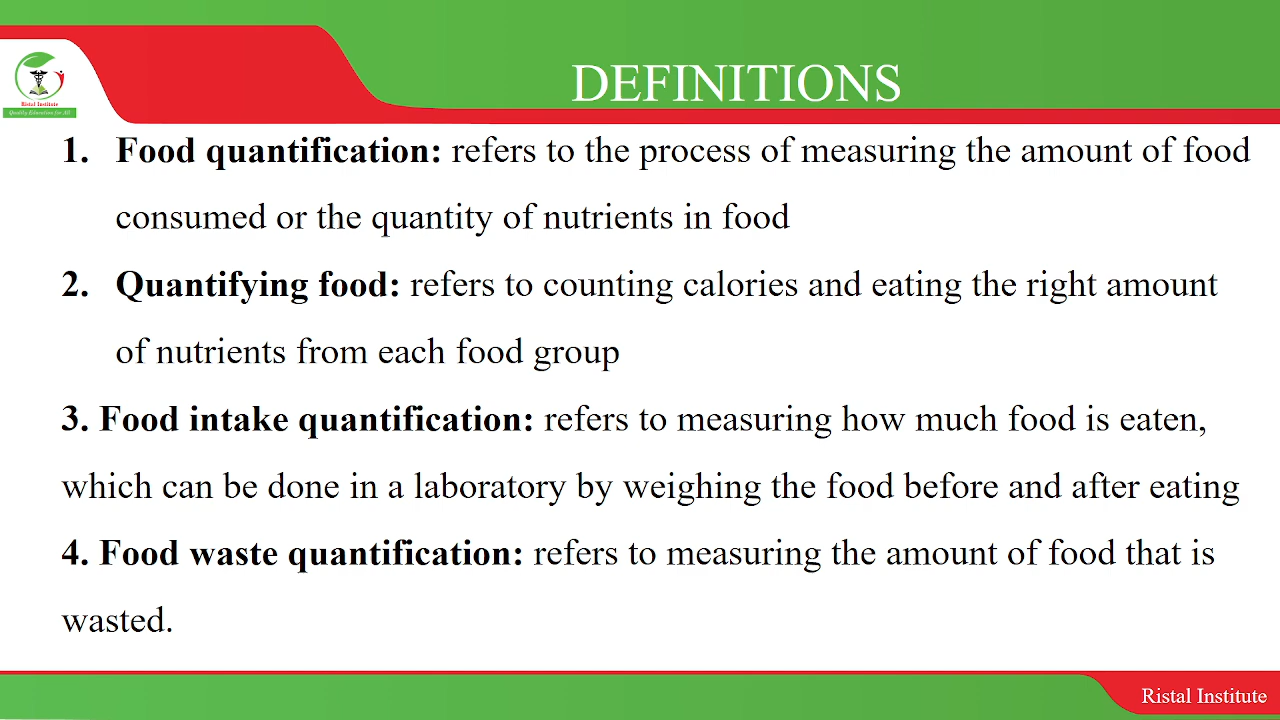 DEFINITIONS
Ristal Institute
Quality Education for All
1. Food quantification: refers to the process of measuring the amount of food
consumed or the quantity of nutrients in food
2. Quantifying food: refers to counting calories and eating the right amount
of nutrients from each food group
3. Food intake quantification: refers to measuring how much food is eaten,
which can be done in a laboratory by weighing the food before and after eating
4. Food waste quantification: refers to measuring the amount of food that is
wasted.
Ristal Institute